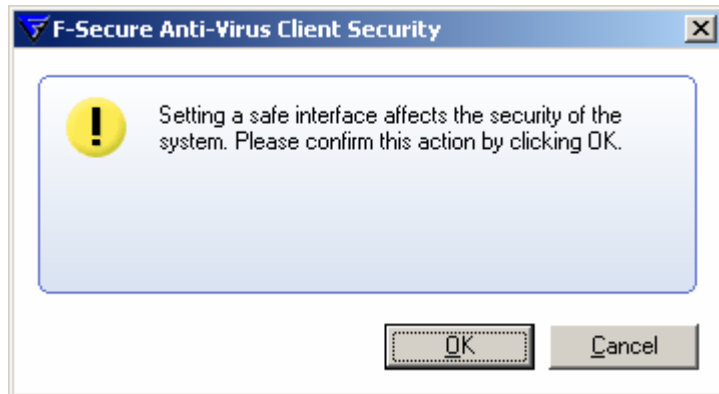 F-Secure Anti-Virus Client Security
Setting a safe interface affects the security of the
system. Please confirm this action by clicking OK.
OK
Cancel